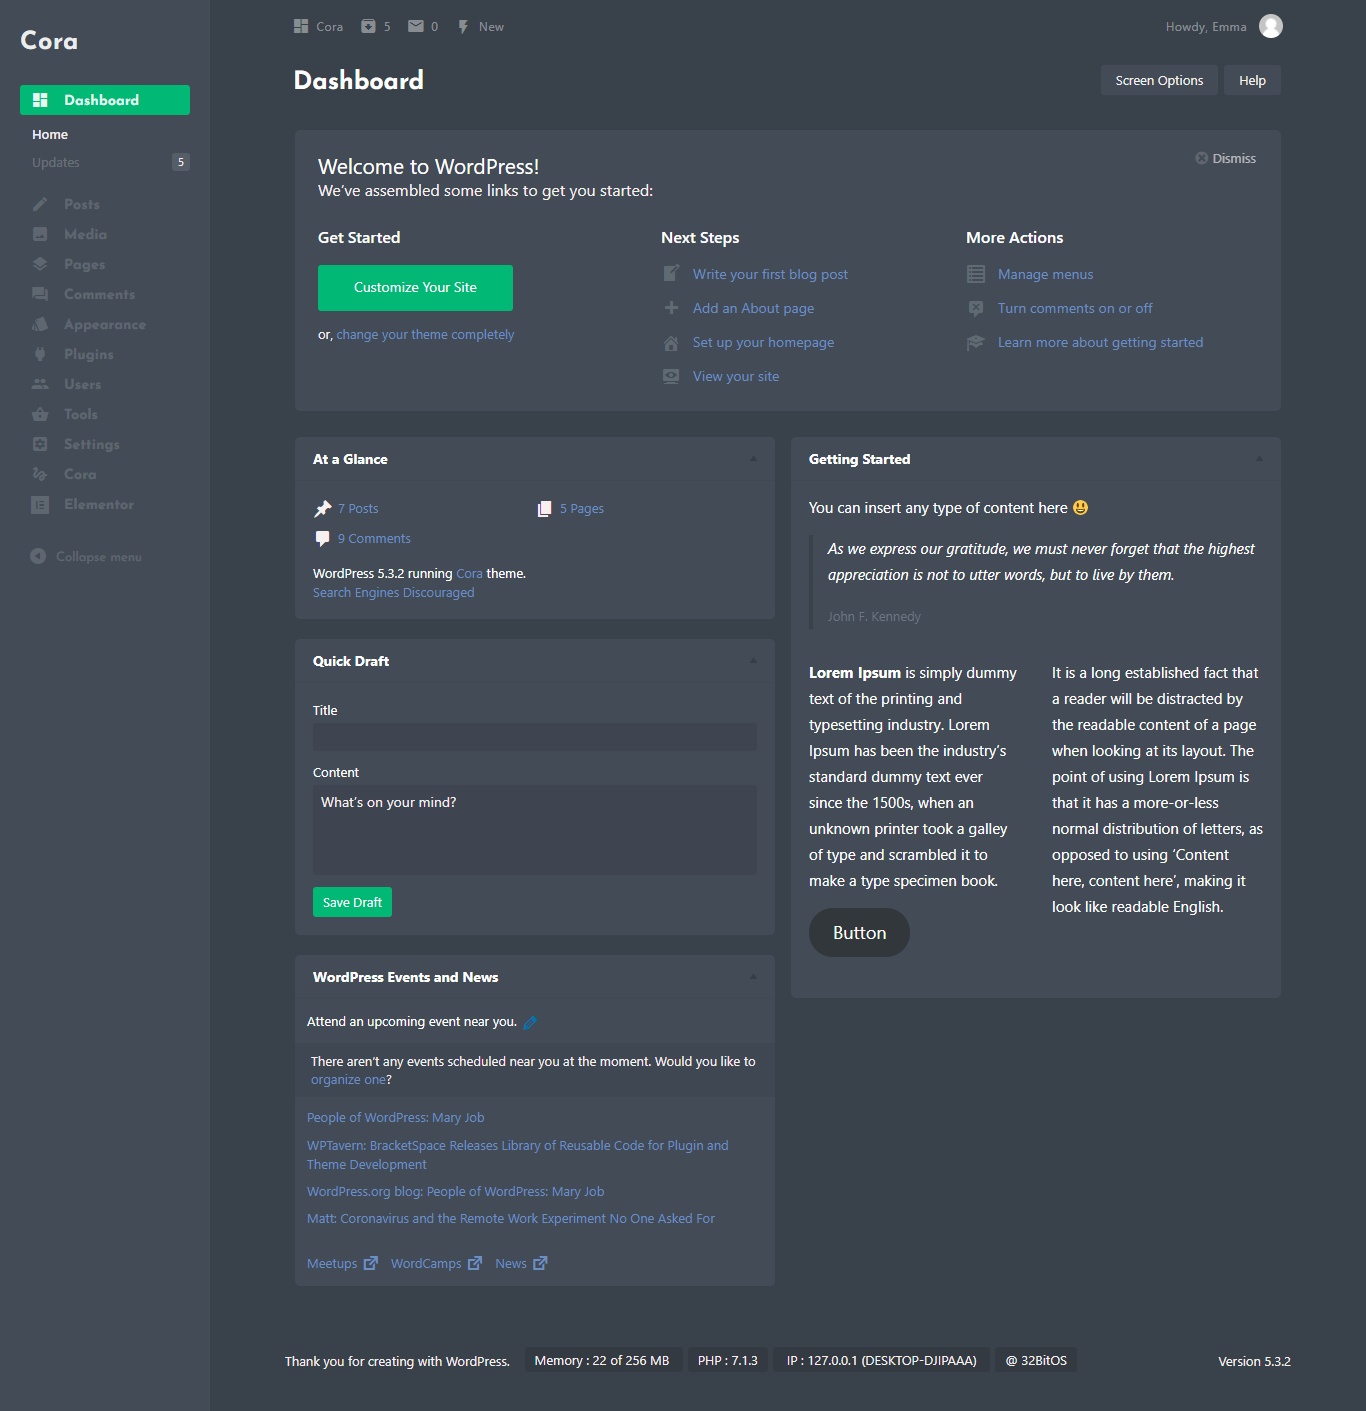 Cora
Cora 5 0 New
Howdy, Emma
Dashboard
Home
Updates 5
Posts
Media
Pages
Comments
Appearance
Plugins
Users
Tools
Settings
Cora
Elementor
Collapse menu
Dashboard
Screen Options Help
Welcome to WordPress!
We've assembled some links to get you started:
Dismiss
Get Started
Customize Your Site
or, change your theme completely
Next Steps
Write your first blog post
Add an About page
Set up your homepage
View your site
More Actions
Manage menus
Turn comments on or off
Learn more about getting started
At a Glance
7 Posts 5 Pages
9 Comments
WordPress 5.3.2 running Cora theme.
Search Engines Discouraged
Quick Draft
Title
Content
What's on your mind?
Save Draft
WordPress Events and News
Attend an upcoming event near you.
There aren't any events scheduled near you at the moment. Would you like to
organize one?
People of WordPress: Mary Job
WPTavern: BracketSpace Releases Library of Reusable Code for Plugin and
Theme Development
WordPress.org blog: People of WordPress: Mary Job
Matt: Coronavirus and the Remote Work Experiment No One Asked For
Meetups WordCamps News
Getting Started
You can insert any type of content here 😃
As we express our gratitude, we must never forget that the highest
appreciation is not to utter words, but to live by them.
John F. Kennedy
Lorem Ipsum is simply dummy
text of the printing and
typesetting industry. Lorem
Ipsum has been the industry's
standard dummy text ever
since the 1500s, when an
unknown printer took a galley
of type and scrambled it to
make a type specimen book.
Button
It is a long established fact that
a reader will be distracted by
the readable content of a page
when looking at its layout. The
point of using Lorem Ipsum is
that it has a more-or-less
normal distribution of letters, as
opposed to using 'Content
here, content here', making it
look like readable English.
Thank you for creating with WordPress. Memory : 22 of 256 MB PHP : 7.1.3 IP : 127.0.0.1 (DESKTOP-DJIPAAA) @ 32BitOS Version 5.3.2